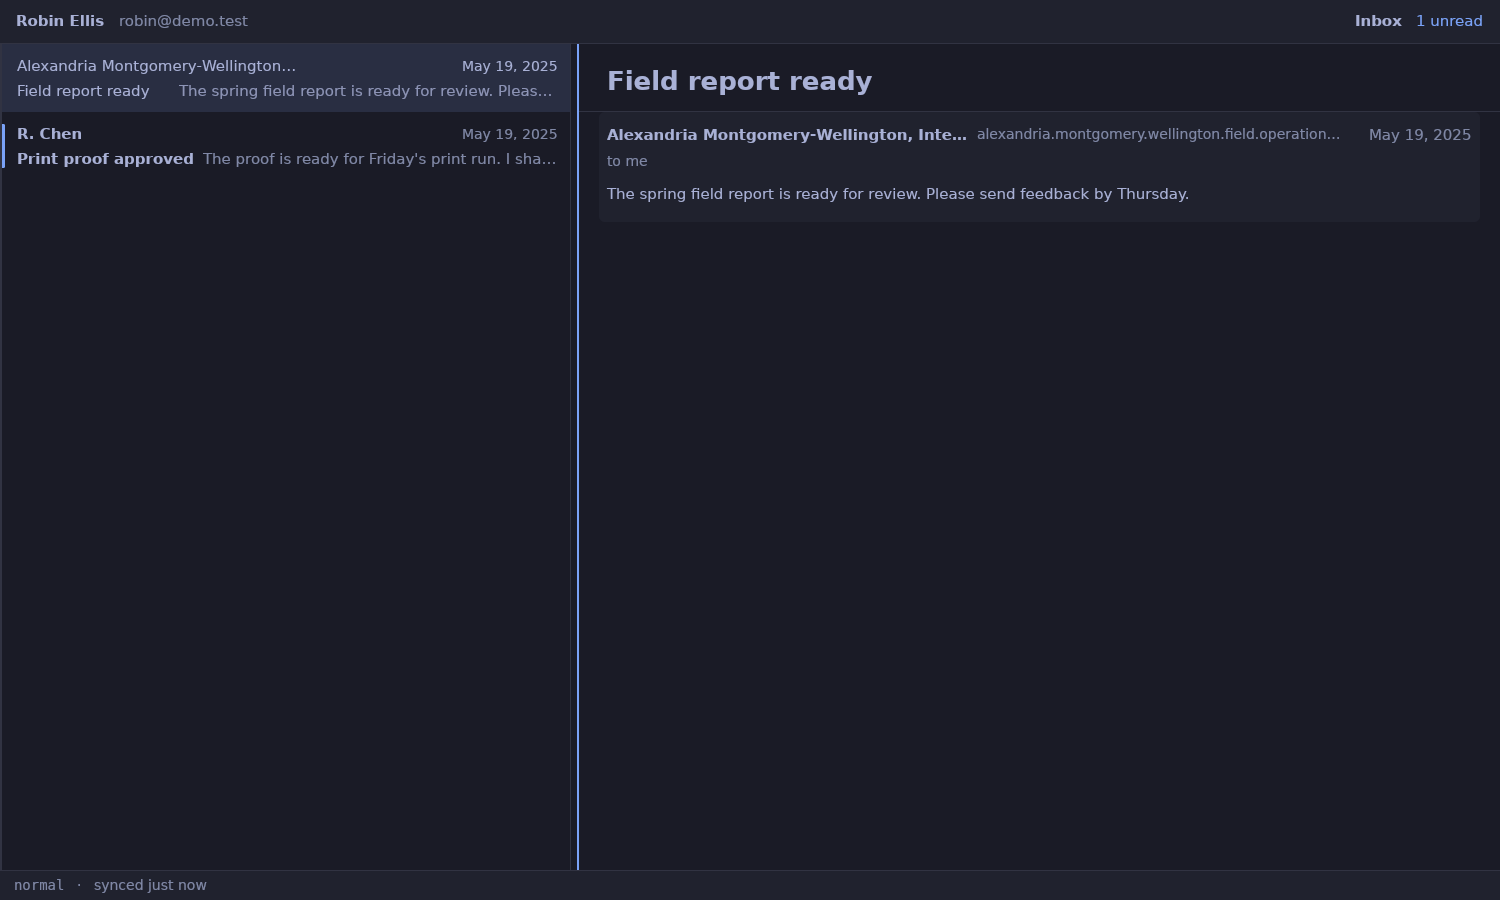 Robin Ellis robin@demo.test Inbox 1 unread
Alexandria Montgomery-Wellington… May 19, 2025
Field report ready The spring field report is ready for review. Pleas…
R. Chen May 19, 2025
Print proof approved The proof is ready for Friday's print run. I sha…
Field report ready
Alexandria Montgomery-Wellington, Inte… alexandria.montgomery.wellington.field.operation… May 19, 2025
to me
The spring field report is ready for review. Please send feedback by Thursday.
normal · synced just now